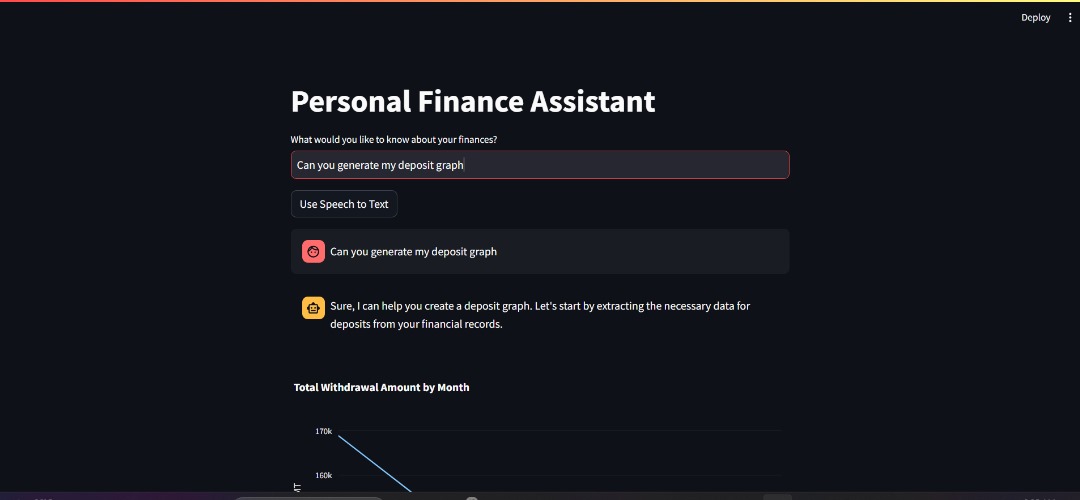 Deploy
Personal Finance Assistant
What would you like to know about your finances?
Can you generate my deposit graph
Use Speech to Text
Can you generate my deposit graph
Sure, I can help you create a deposit graph. Let's start by extracting the necessary data for
deposits from your financial records.
Total Withdrawal Amount by Month
170k
160k